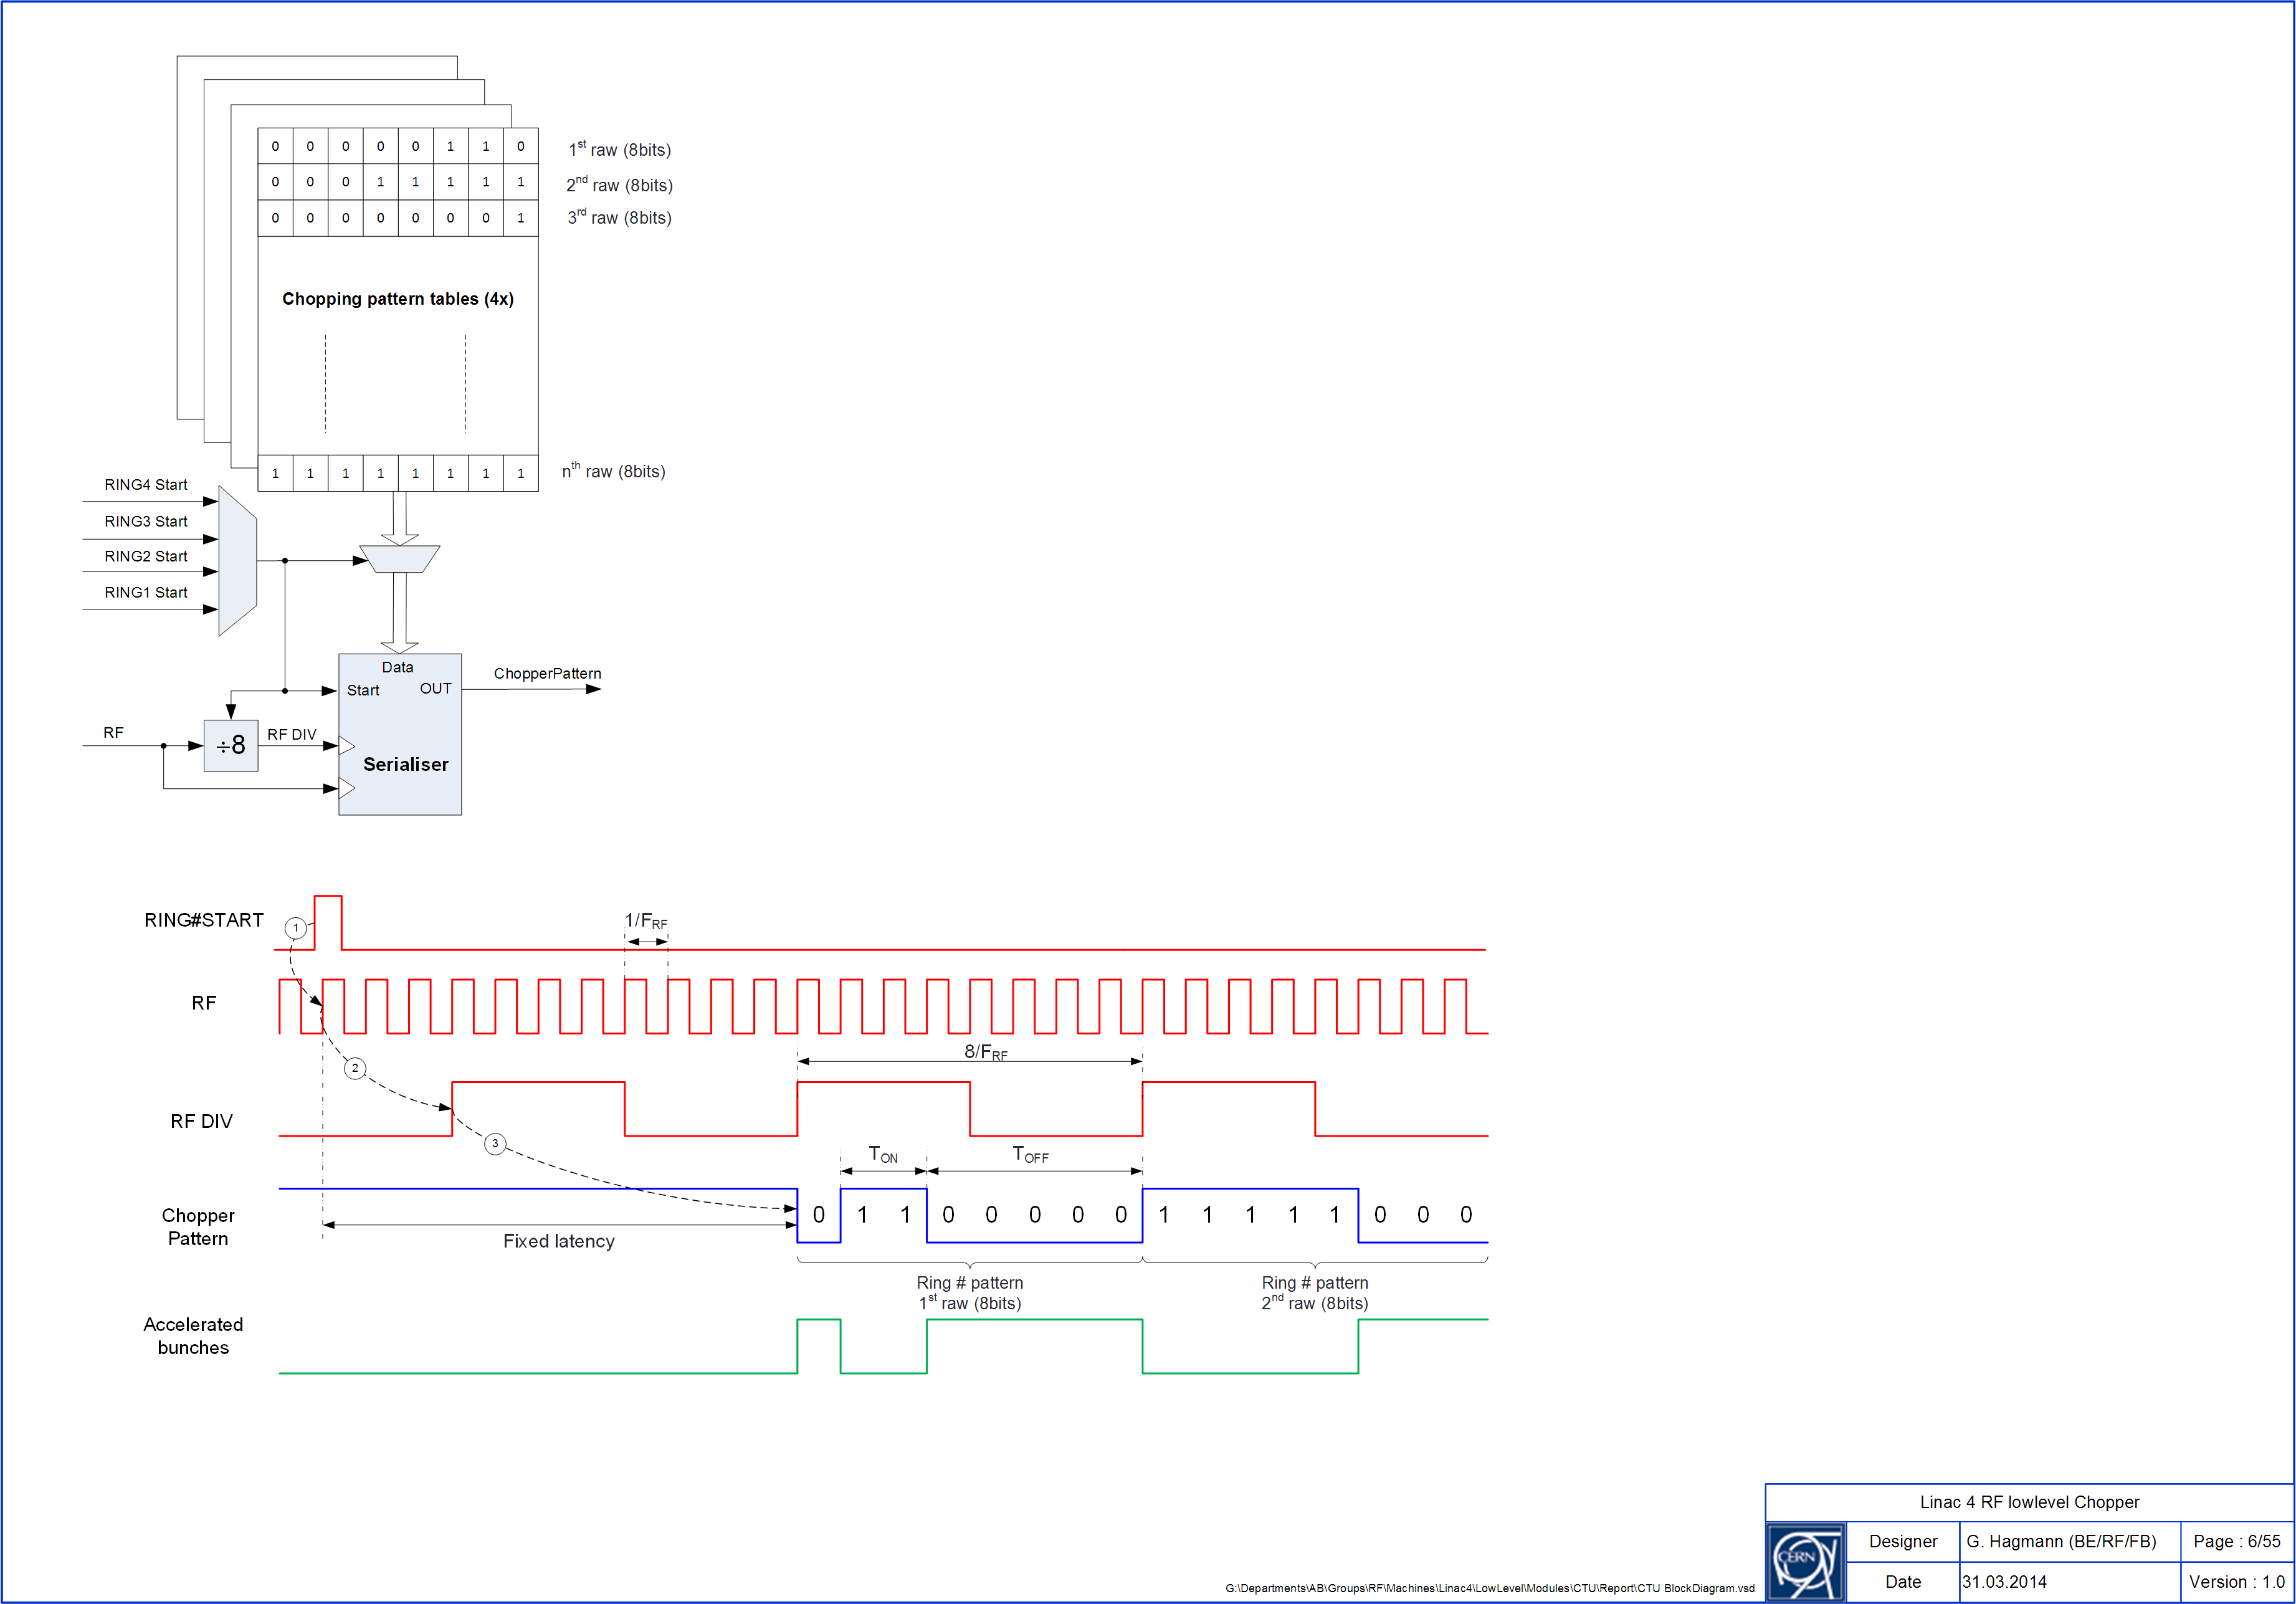 0 0 0 0 0 1 1 0 1st raw (8bits)
0 0 0 1 1 1 1 1 2nd raw (8bits)
0 0 0 0 0 0 0 1 3rd raw (8bits)
Chopping pattern tables (4x)
1 1 1 1 1 1 1 1 nth raw (8bits)
RING4 Start
RING3 Start
RING2 Start
RING1 Start
Data
Start OUT
ChopperPattern
RF
÷8
RF DIV
Serialiser
RING#START
1
1/FRF
RF
2
8/FRF
RF DIV
3
TON
TOFF
Chopper
Pattern
0 1 1 0 0 0 0 0 1 1 1 1 1 0 0 0
Fixed latency
Ring # pattern
1st raw (8bits)
Ring # pattern
2nd raw (8bits)
Accelerated
bunches
Linac 4 RF lowlevel Chopper
CERN
Designer G. Hagmann (BE/RF/FB) Page : 6/55
Date 31.03.2014 Version : 1.0
G:\Departments\AB\Groups\RF\Machines\Linac4\LowLevel\Modules\CTU\Report\CTU BlockDiagram.vsd